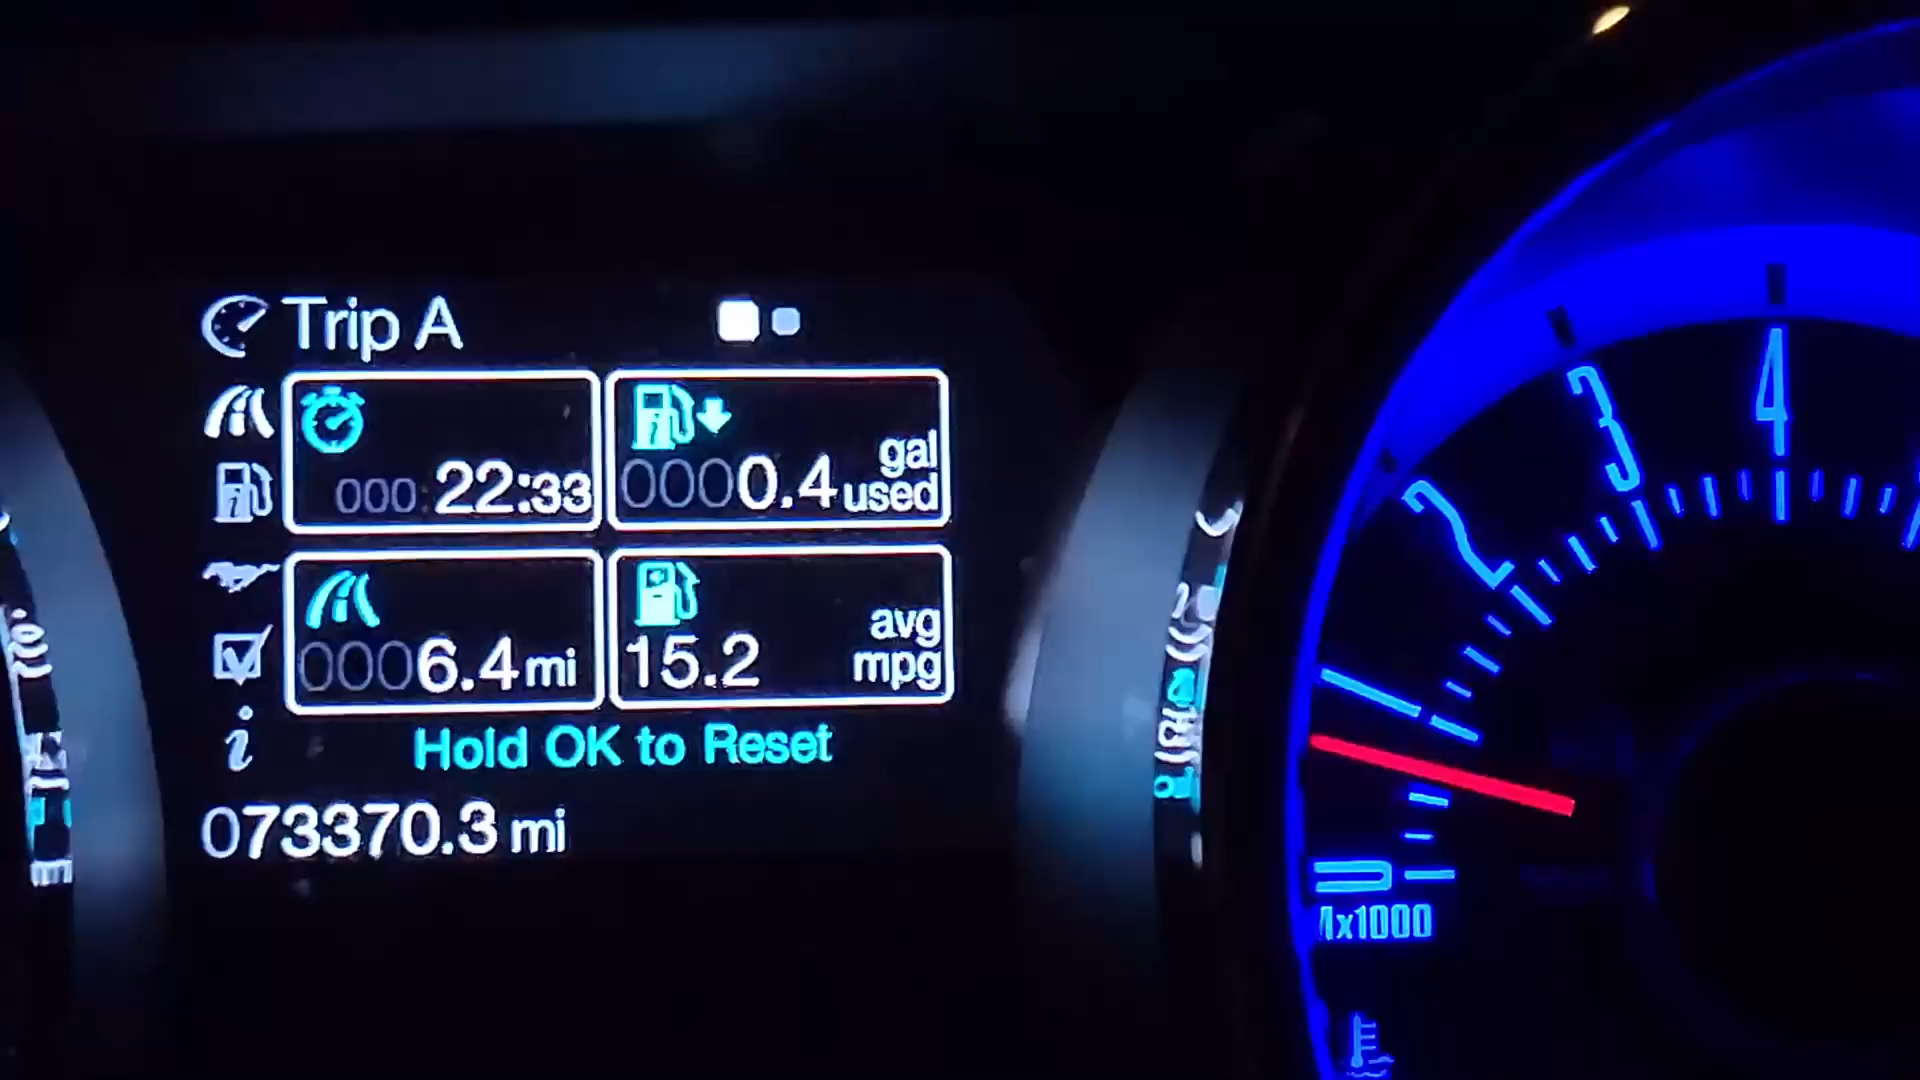 Trip A
000:22:33
0000.4 gal used
0006.4 mi
15.2 avg mpg
Hold OK to Reset
073370.3 mi
0
1
2
3
4
x1000